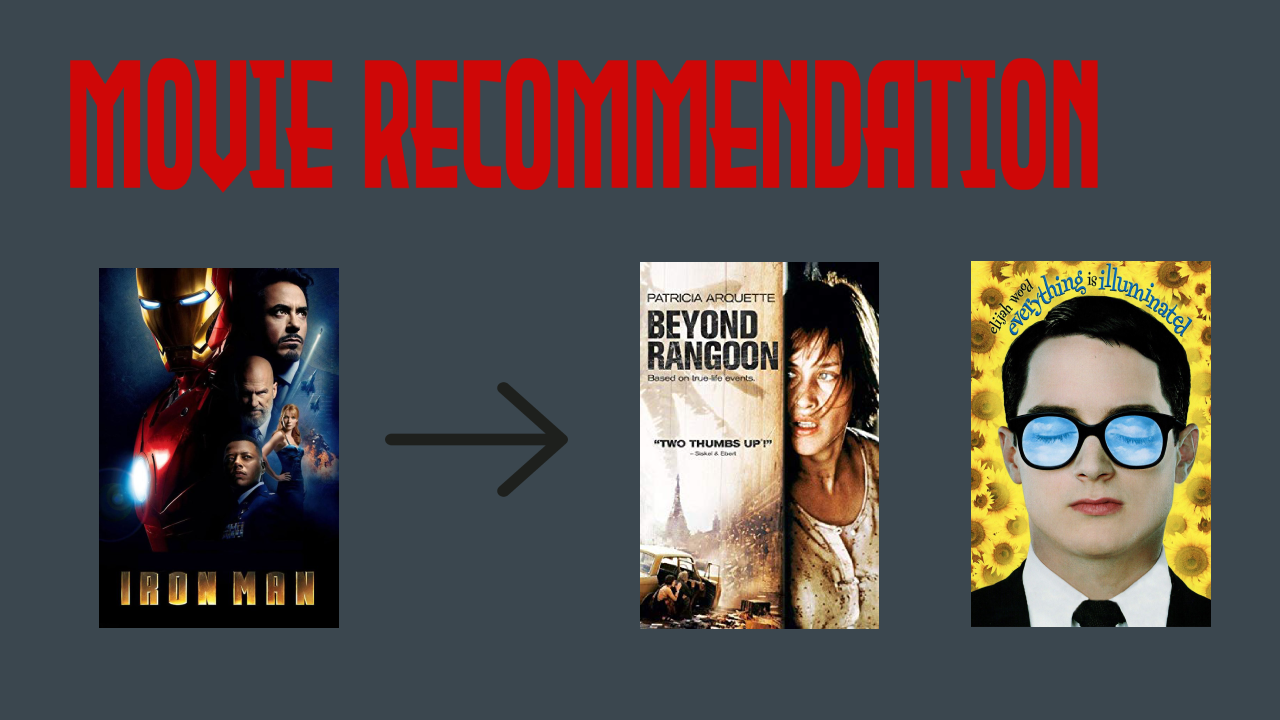 MOVIE RECOMMENDATION
IRON MAN
PATRICIA ARQUETTE
BEYOND
RANGOON
Based on true-life events.
"TWO THUMBS UP!"
– Siskel & Ebert
elijah wood
everything is illuminated